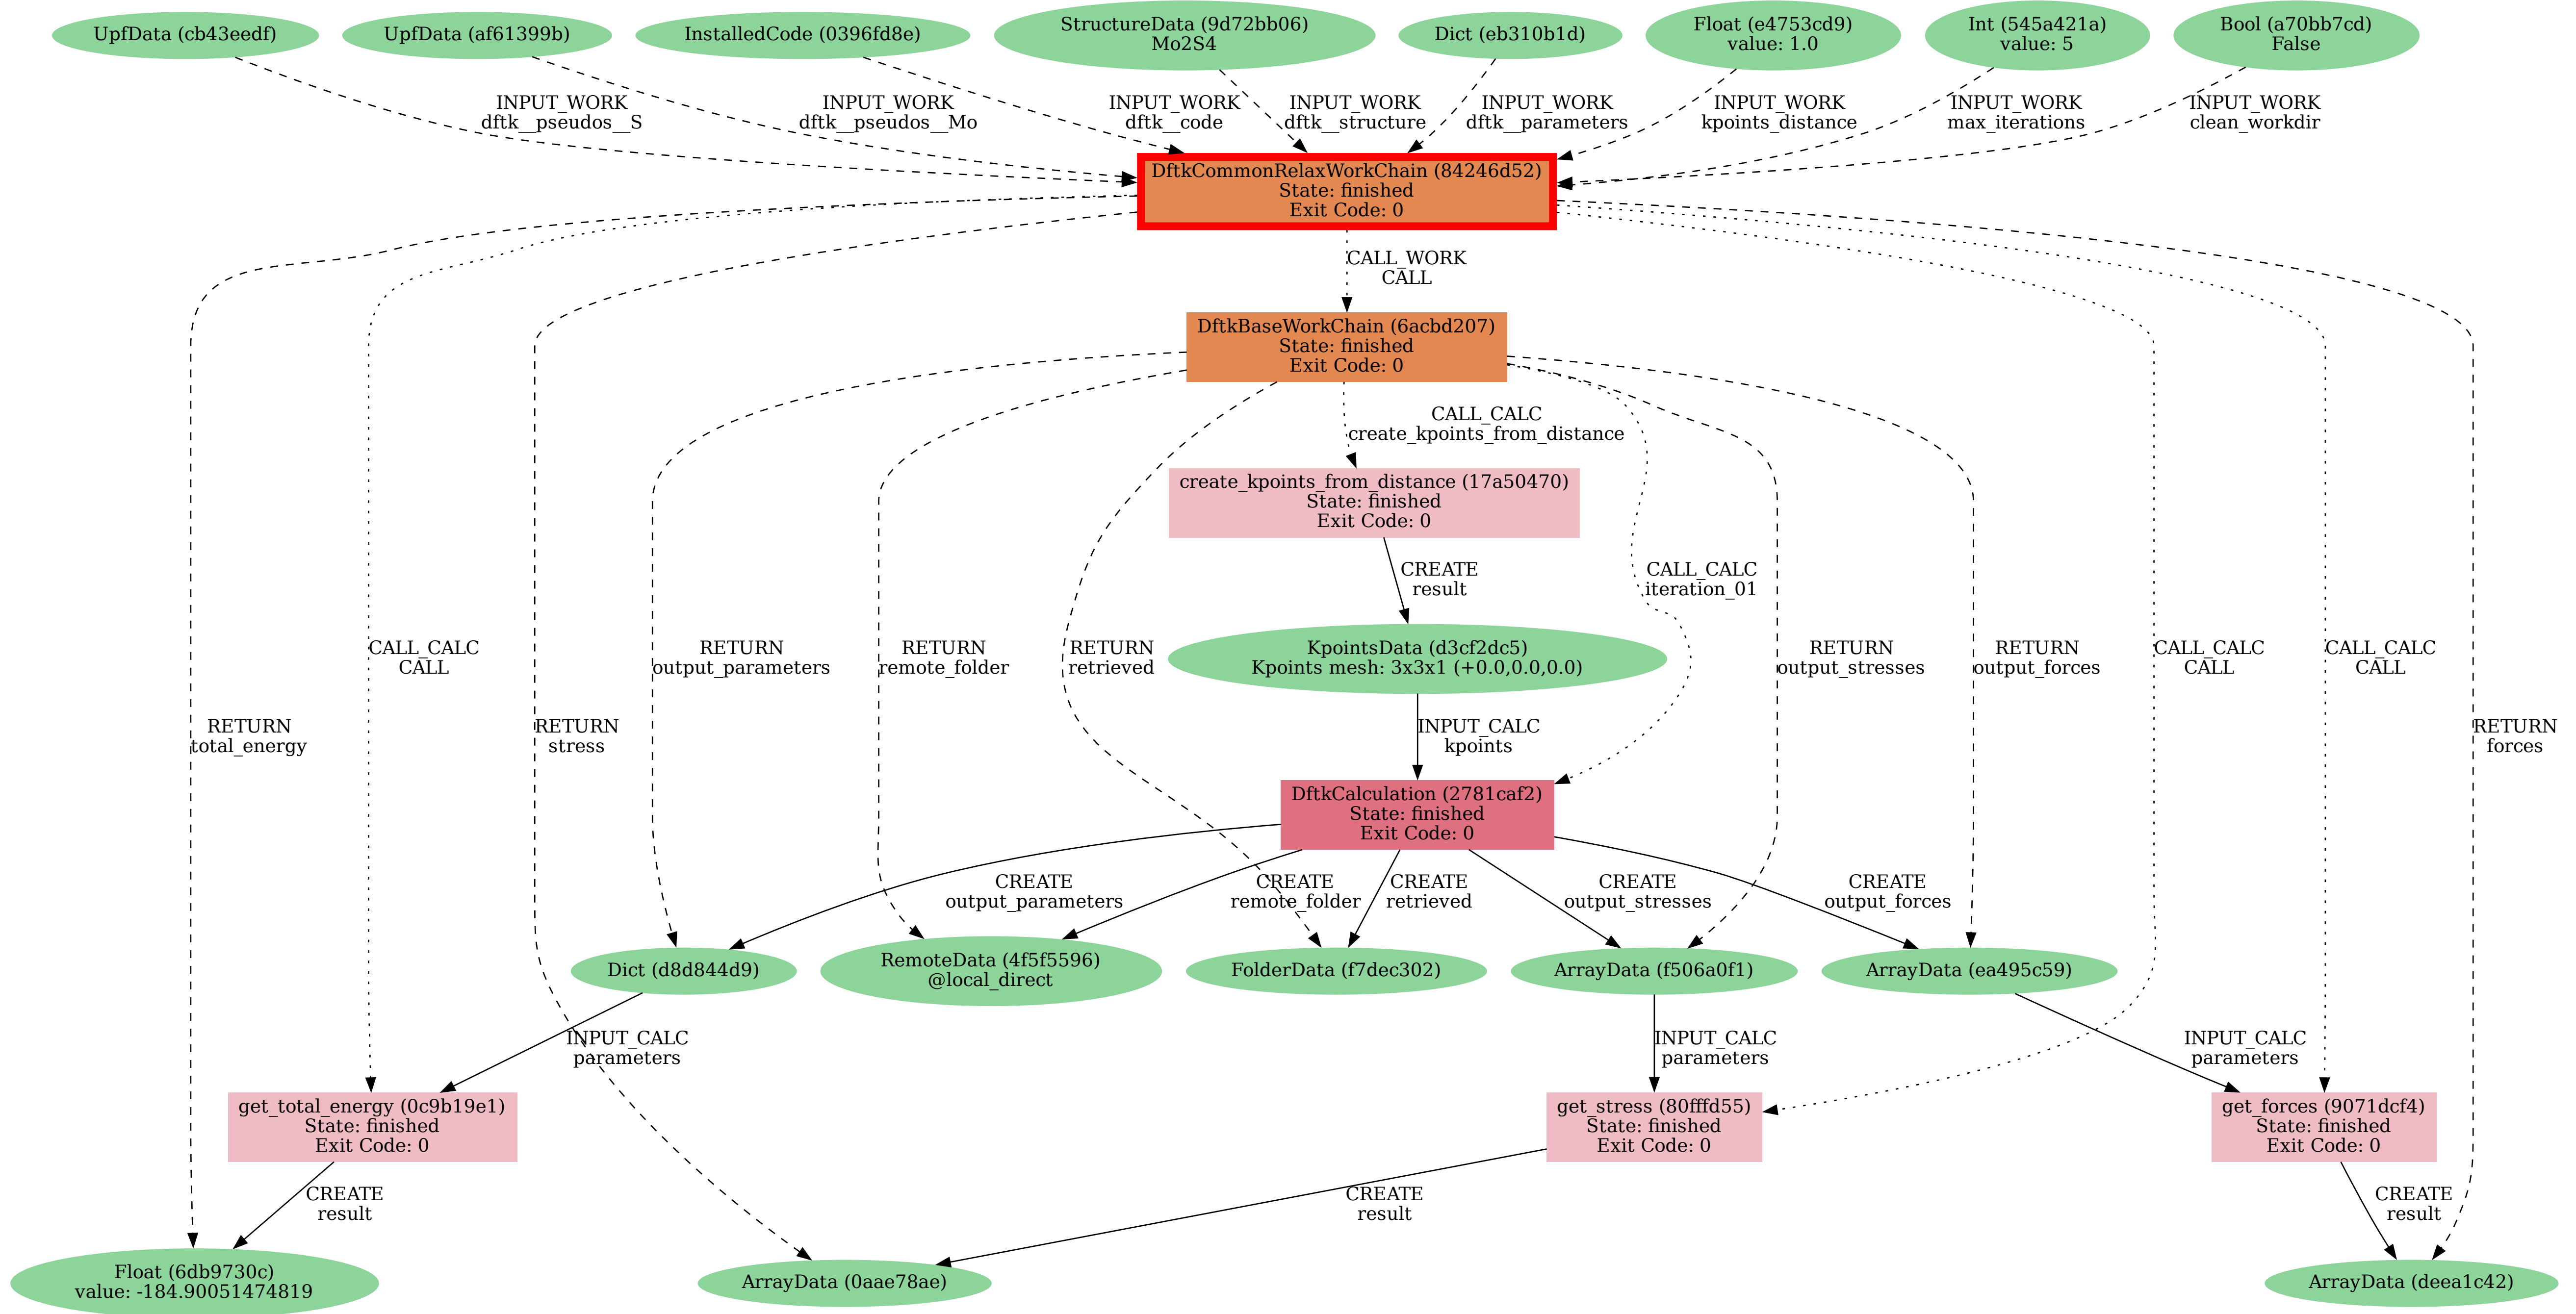 UpfData (cb43eedf)
UpfData (af61399b)
InstalledCode (0396fd8e)
StructureData (9d72bb06)
Mo2S4
Dict (eb310b1d)
Float (e4753cd9)
value: 1.0
Int (545a421a)
value: 5
Bool (a70bb7cd)
False
INPUT_WORK
dftk__pseudos__S
INPUT_WORK
dftk__pseudos__Mo
INPUT_WORK
dftk__code
INPUT_WORK
dftk__structure
INPUT_WORK
dftk__parameters
INPUT_WORK
kpoints_distance
INPUT_WORK
max_iterations
INPUT_WORK
clean_workdir
DftkCommonRelaxWorkChain (84246d52)
State: finished
Exit Code: 0
CALL_WORK
CALL
DftkBaseWorkChain (6acbd207)
State: finished
Exit Code: 0
CALL_CALC
create_kpoints_from_distance
create_kpoints_from_distance (17a50470)
State: finished
Exit Code: 0
CREATE
result
CALL_CALC
iteration_01
CALL_CALC
CALL
RETURN
output_parameters
RETURN
remote_folder
RETURN
retrieved
KpointsData (d3cf2dc5)
Kpoints mesh: 3x3x1 (+0.0,0.0,0.0)
RETURN
output_stresses
RETURN
output_forces
CALL_CALC
CALL
CALL_CALC
CALL
RETURN
total_energy
RETURN
stress
INPUT_CALC
kpoints
RETURN
forces
DftkCalculation (2781caf2)
State: finished
Exit Code: 0
CREATE
output_parameters
CREATE
remote_folder
CREATE
retrieved
CREATE
output_stresses
CREATE
output_forces
Dict (d8d844d9)
RemoteData (4f5f5596)
@local_direct
FolderData (f7dec302)
ArrayData (f506a0f1)
ArrayData (ea495c59)
INPUT_CALC
parameters
INPUT_CALC
parameters
INPUT_CALC
parameters
get_total_energy (0c9b19e1)
State: finished
Exit Code: 0
get_stress (80fffd55)
State: finished
Exit Code: 0
get_forces (9071dcf4)
State: finished
Exit Code: 0
CREATE
result
CREATE
result
CREATE
result
Float (6db9730c)
value: -184.90051474819
ArrayData (0aae78ae)
ArrayData (deea1c42)